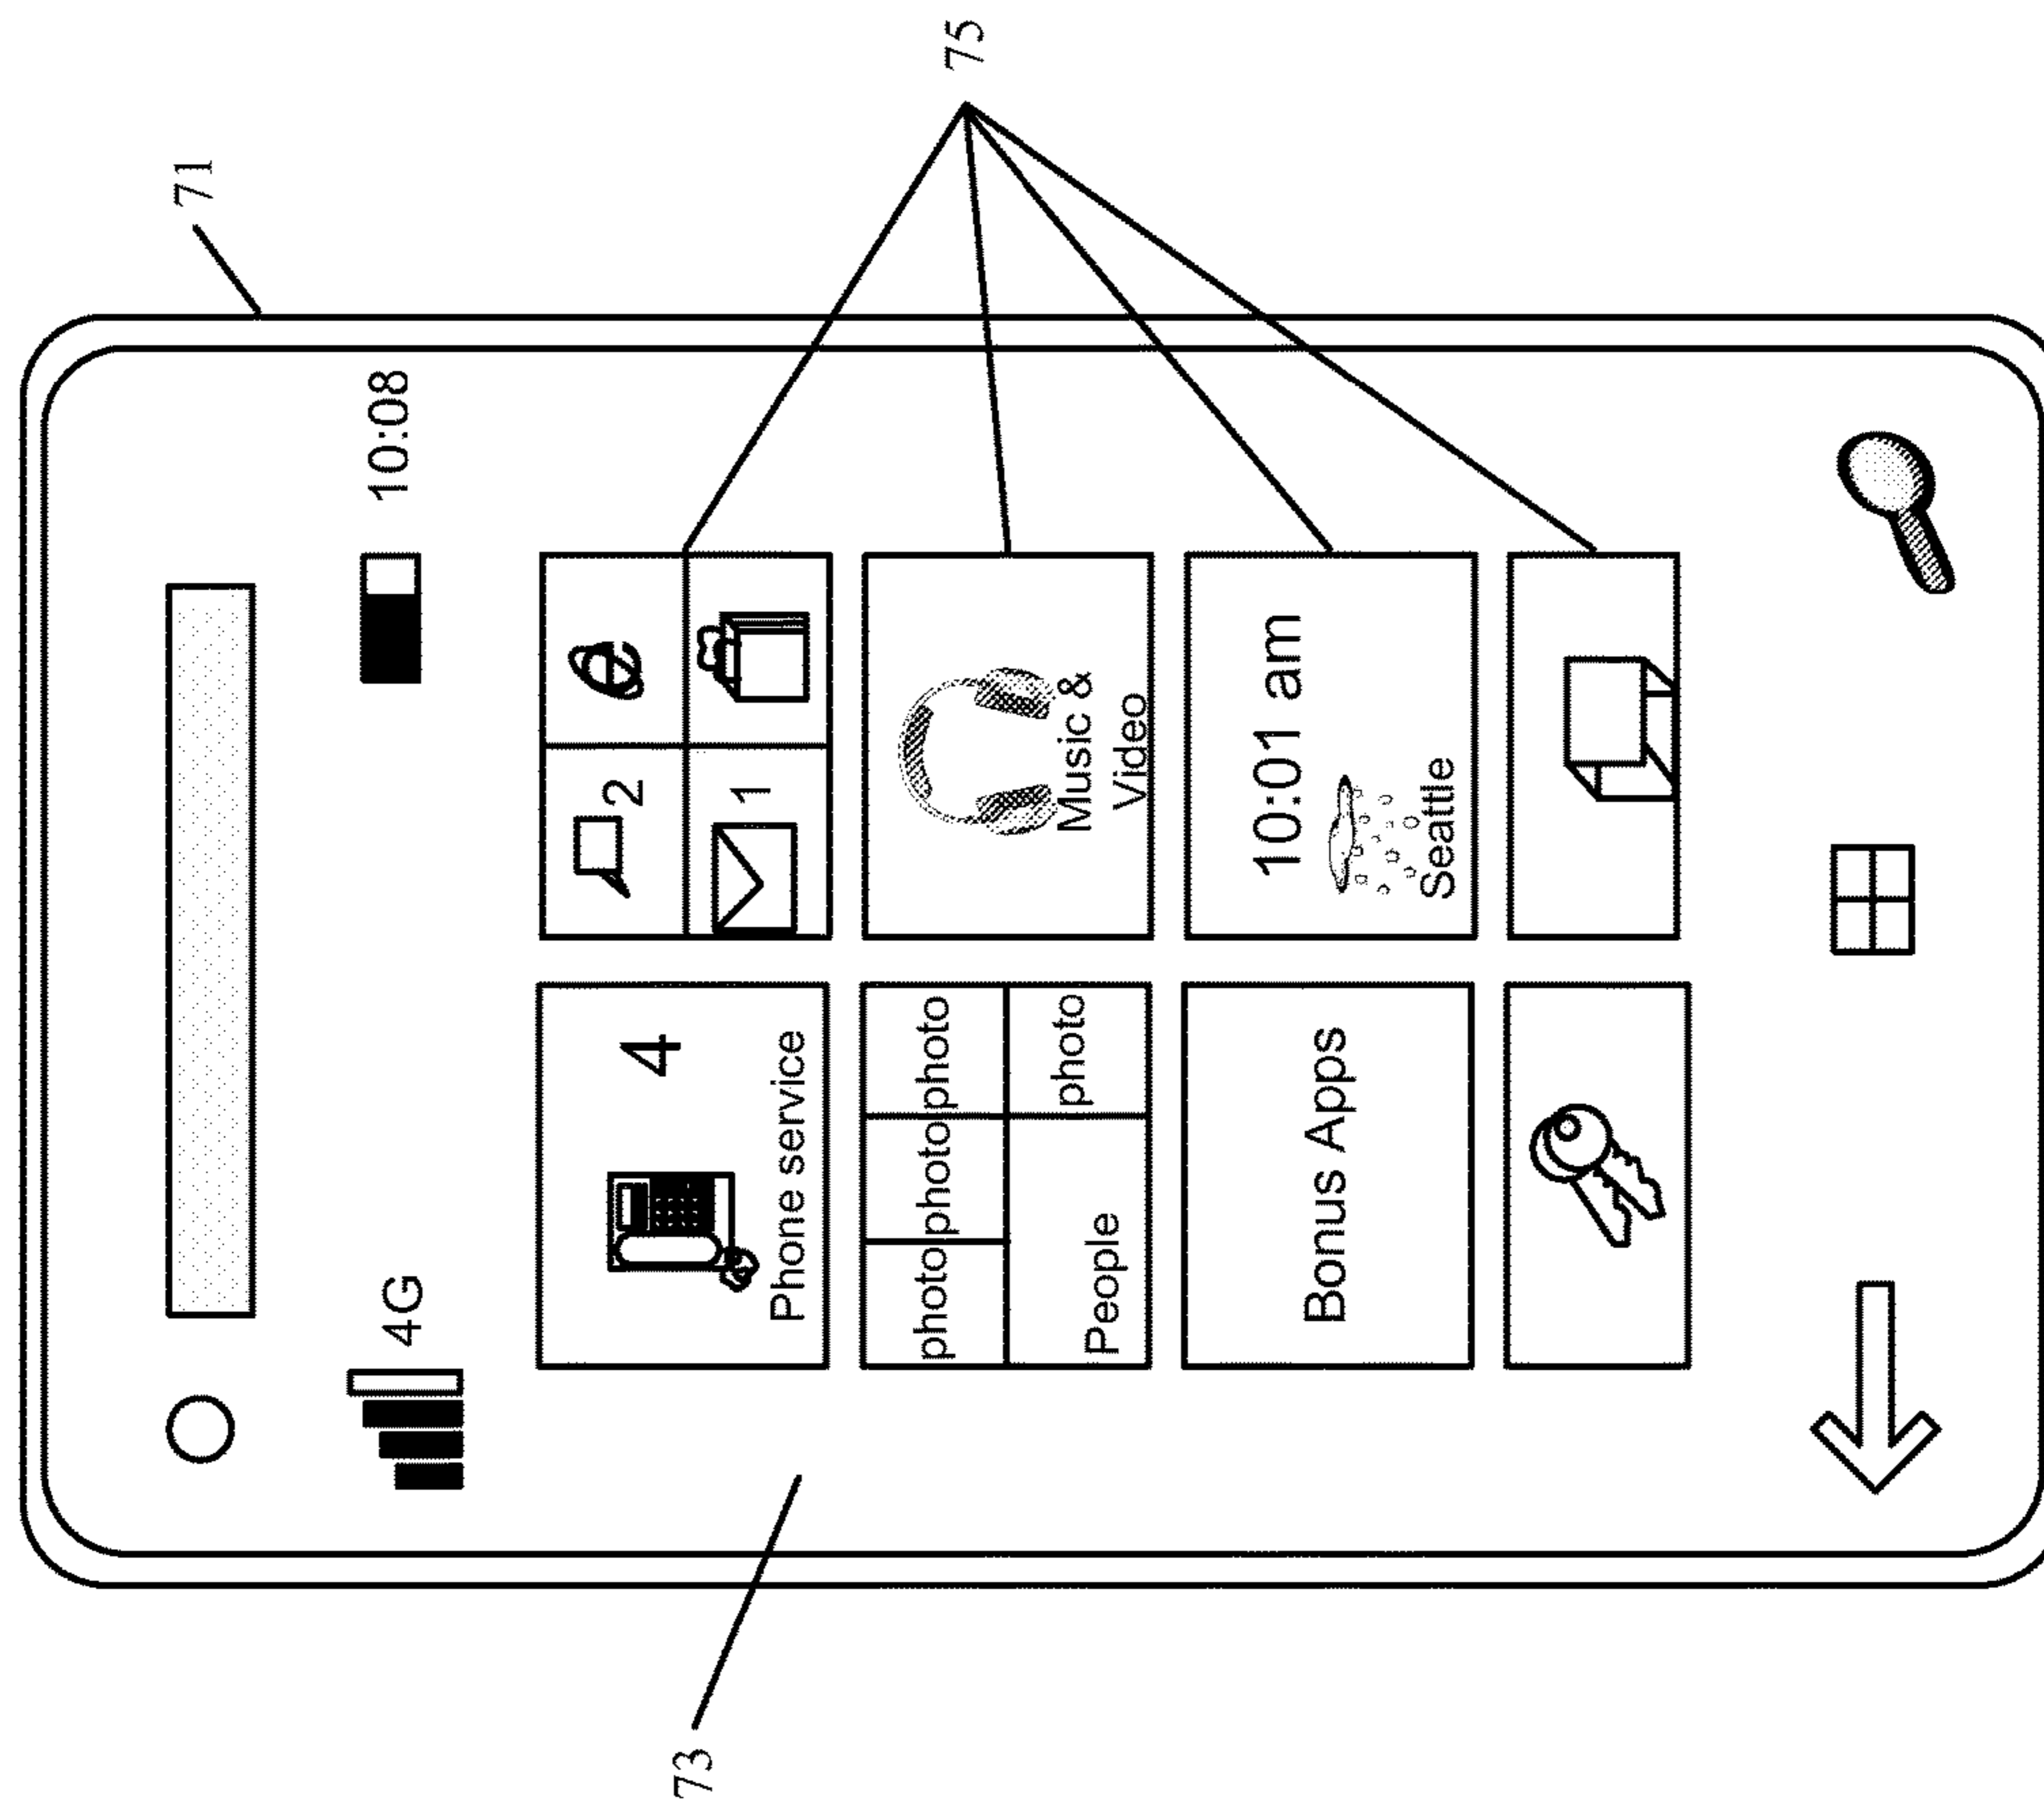 71
10:08
4G
75
4
Phone service
2
1
photo photo photo
People photo
Music &
Video
Bonus Apps
10:01 am
Seattle
73